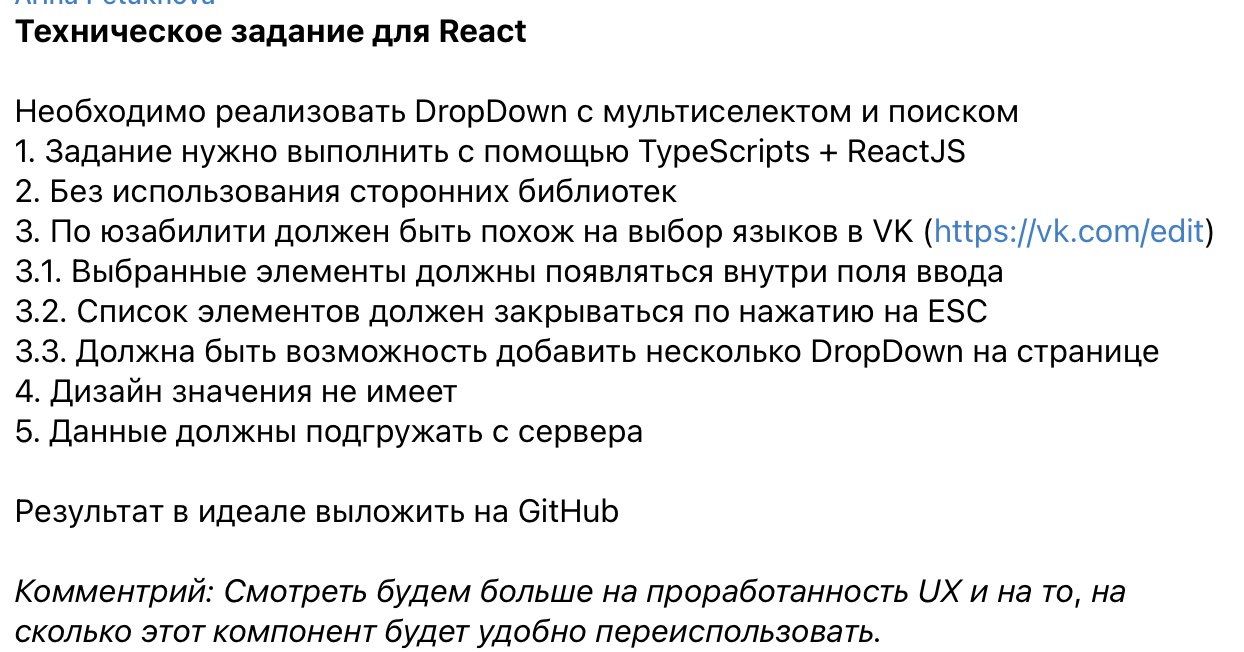 Техническое задание для React
Необходимо реализовать DropDown с мультиселектом и поиском
1. Задание нужно выполнить с помощью TypeScripts + ReactJS
2. Без использования сторонних библиотек
3. По юзабилити должен быть похож на выбор языков в VK (https://vk.com/edit)
3.1. Выбранные элементы должны появляться внутри поля ввода
3.2. Список элементов должен закрываться по нажатию на ESC
3.3. Должна быть возможность добавить несколько DropDown на странице
4. Дизайн значения не имеет
5. Данные должны подгружать с сервера
Результат в идеале выложить на GitHub
Комментрий: Смотреть будем больше на проработанность UX и на то, на
сколько этот компонент будет удобно переиспользовать.